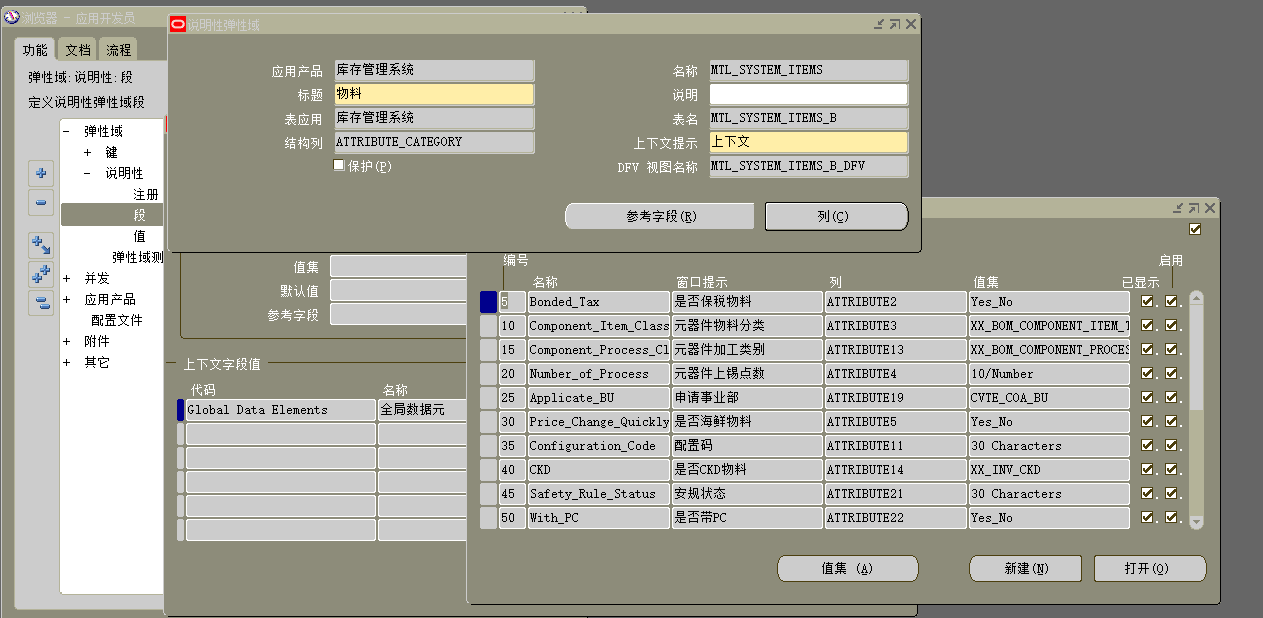 浏览器 - 应用开发员
功能 文档 流程
弹性域:说明性:段
定义说明性弹性域段
- 弹性域
+ 键
- 说明性
注册
段
值
弹性域测
+ 并发
+ 应用产品
配置文件
+ 附件
+ 其它
说明性弹性域
应用产品 库存管理系统 名称 MTL_SYSTEM_ITEMS
标题 物料 说明
表应用 库存管理系统 表名 MTL_SYSTEM_ITEMS_B
结构列 ATTRIBUTE_CATEGORY 上下文提示 上下文
保护(P) DFV 视图名称 MTL_SYSTEM_ITEMS_B_DFV
参考字段(R) 列(C)
值集
默认值
参考字段
上下文字段值
代码 名称
Global Data Elements 全局数据元
编号 启用
名称 窗口提示 列 值集 已显示
5 Bonded_Tax 是否保税物料 ATTRIBUTE2 Yes_No
10 Component_Item_Class 元器件物料分类 ATTRIBUTE3 XX_BOM_COMPONENT_ITEM_T
15 Component_Process_Cl 元器件加工类别 ATTRIBUTE13 XX_BOM_COMPONENT_PROCES
20 Number_of_Process 元器件上锡点数 ATTRIBUTE4 10/Number
25 Applicate_BU 申请事业部 ATTRIBUTE19 CVTE_COA_BU
30 Price_Change_Quickly 是否海鲜物料 ATTRIBUTE5 Yes_No
35 Configuration_Code 配置码 ATTRIBUTE11 30 Characters
40 CKD 是否CKD物料 ATTRIBUTE14 XX_INV_CKD
45 Safety_Rule_Status 安规状态 ATTRIBUTE21 30 Characters
50 With_PC 是否带PC ATTRIBUTE22 Yes_No
值集 (A) 新建(N) 打开(O)